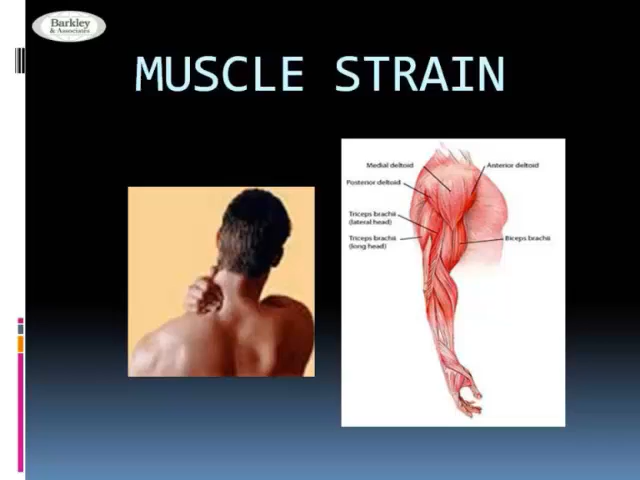 Barkley
& Associates
MUSCLE STRAIN
Medial deltoid
Anterior deltoid
Posterior deltoid
Triceps brachii
(lateral head)
Triceps brachii
(long head)
Biceps brachii